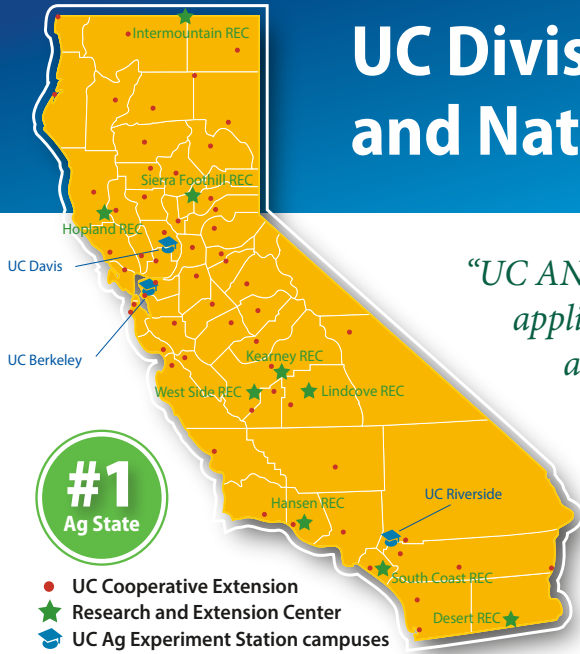 UC Divis
and Nat
Intermountain REC
Sierra Foothill REC
Hopland REC
UC Davis
"UC AN
appli
a
UC Berkeley
Kearney REC
West Side REC
Lindcove REC
#1
Ag State
UC Riverside
Hansen REC
South Coast REC
Desert REC
UC Cooperative Extension
Research and Extension Center
UC Ag Experiment Station campuses